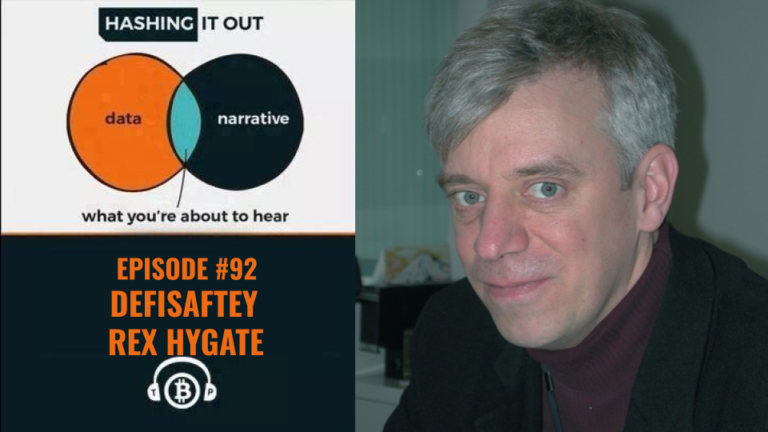 HASHING IT OUT
data
narrative
what you're about to hear
EPISODE #92
DEFISAFTEY
REX HYGATE
T ₿ P